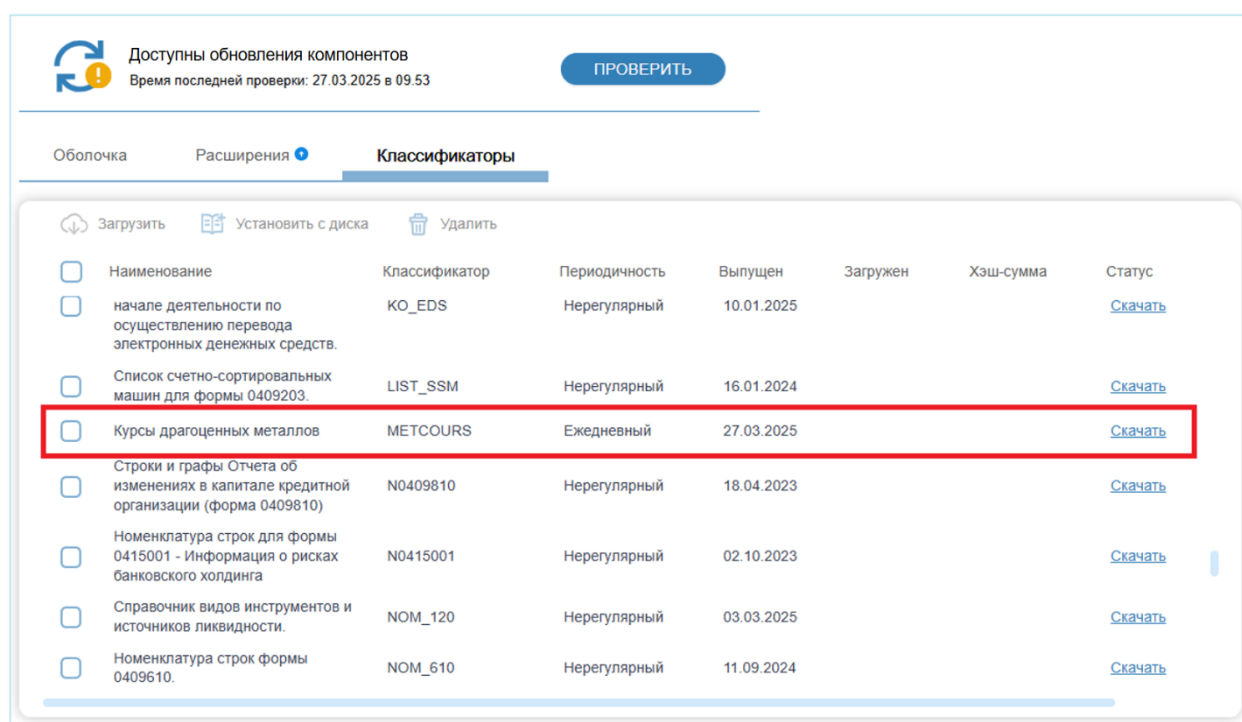 Доступны обновления компонентов
Время последней проверки: 27.03.2025 в 09.53
ПРОВЕРИТЬ
Оболочка Расширения Классификаторы
Загрузить Установить с диска Удалить
Наименование Классификатор Периодичность Выпущен Загружен Хэш-сумма Статус
начале деятельности по KO_EDS Нерегулярный 10.01.2025 Скачать
осуществлению перевода
электронных денежных средств.
Список счетно-сортировальных
машин для формы 0409203. LIST_SSM Нерегулярный 16.01.2024 Скачать
Курсы драгоценных металлов METCOURS Ежедневный 27.03.2025 Скачать
Строки и графы Отчета об
изменениях в капитале кредитной N0409810 Нерегулярный 18.04.2023 Скачать
организации (форма 0409810)
Номенклатура строк для формы
0415001 - Информация о рисках N0415001 Нерегулярный 02.10.2023 Скачать
банковского холдинга
Справочник видов инструментов и
источников ликвидности. NOM_120 Нерегулярный 03.03.2025 Скачать
Номенклатура строк формы
0409610. NOM_610 Нерегулярный 11.09.2024 Скачать